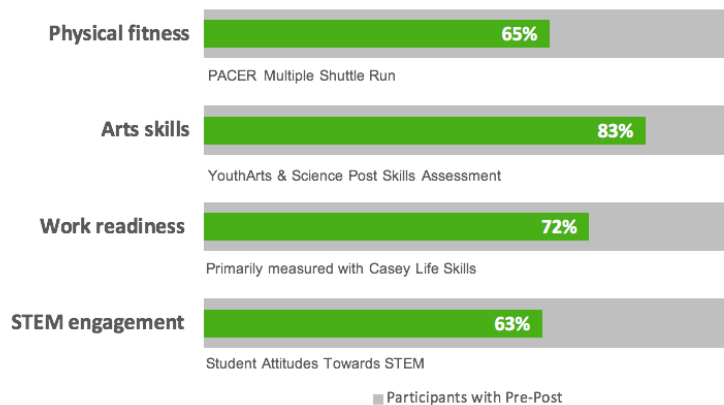 Physical fitness
65%
PACER Multiple Shuttle Run
Arts skills
83%
YouthArts & Science Post Skills Assessment
Work readiness
72%
Primarily measured with Casey Life Skills
STEM engagement
63%
Student Attitudes Towards STEM
Participants with Pre-Post